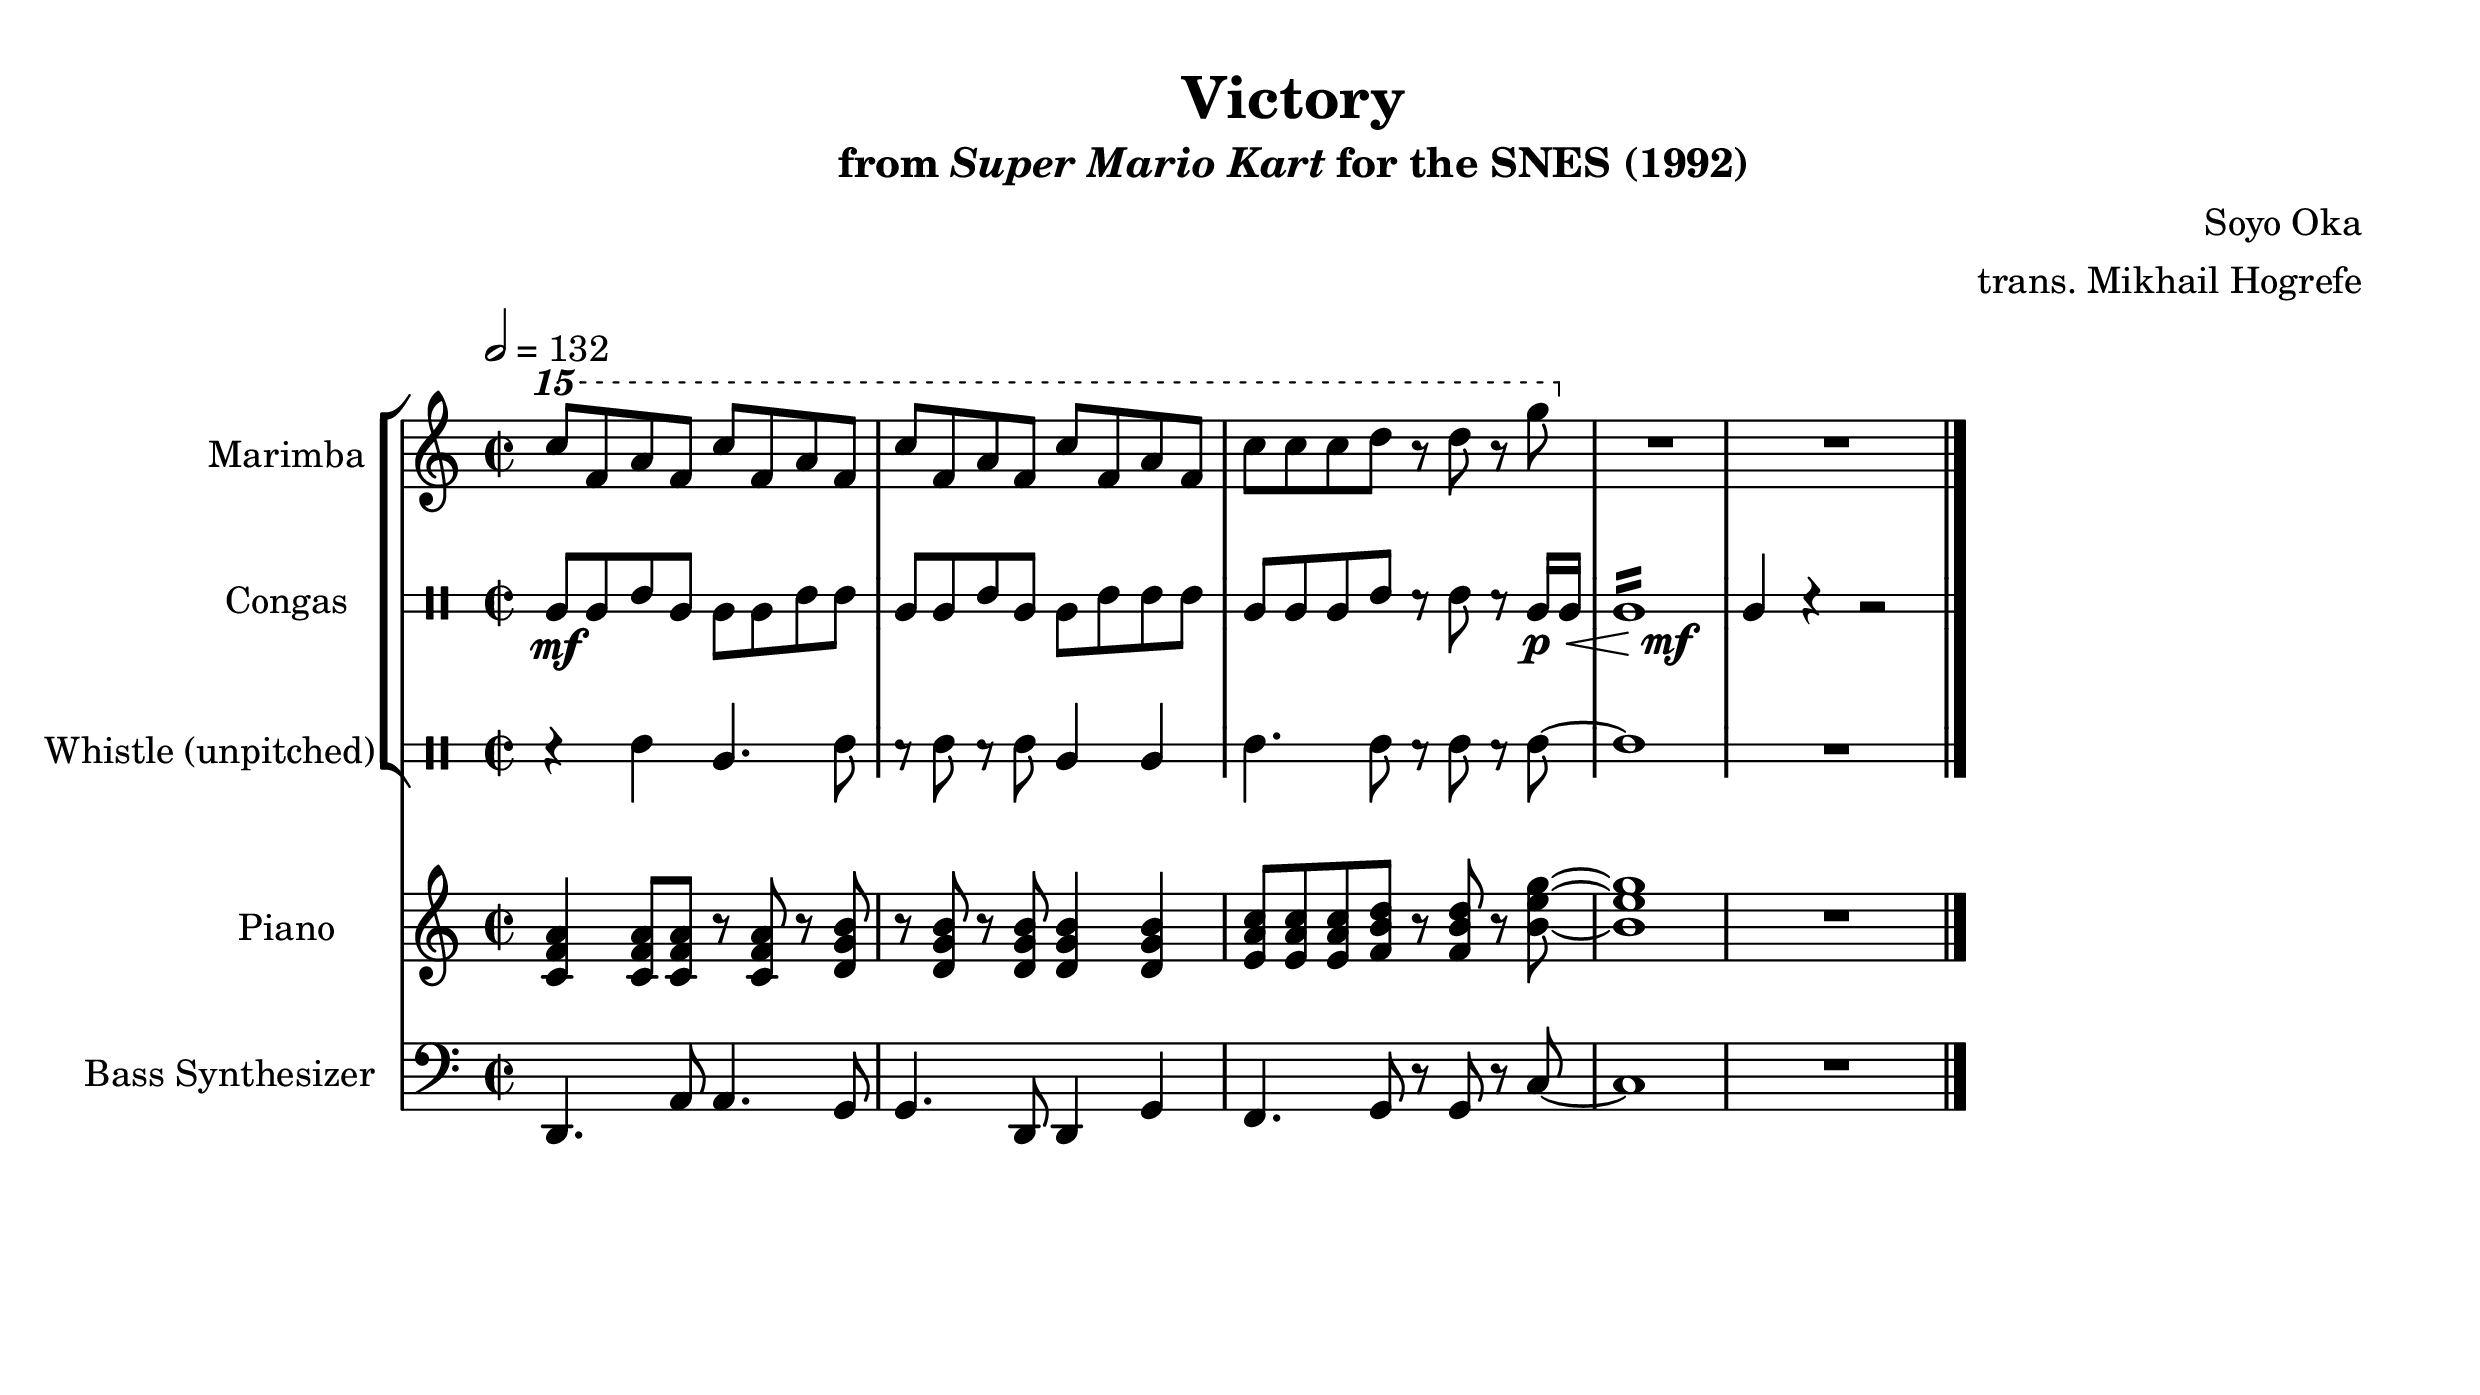 Victory
from Super Mario Kart for the SNES (1992)
Soyo Oka
trans. Mikhail Hogrefe
= 132
15
Marimba
Congas
mf
p
mf
Whistle (unpitched)
Piano
Bass Synthesizer